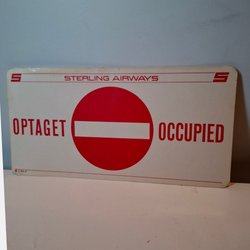 S STERLING AIRWAYS S
OPTAGET OCCUPIED